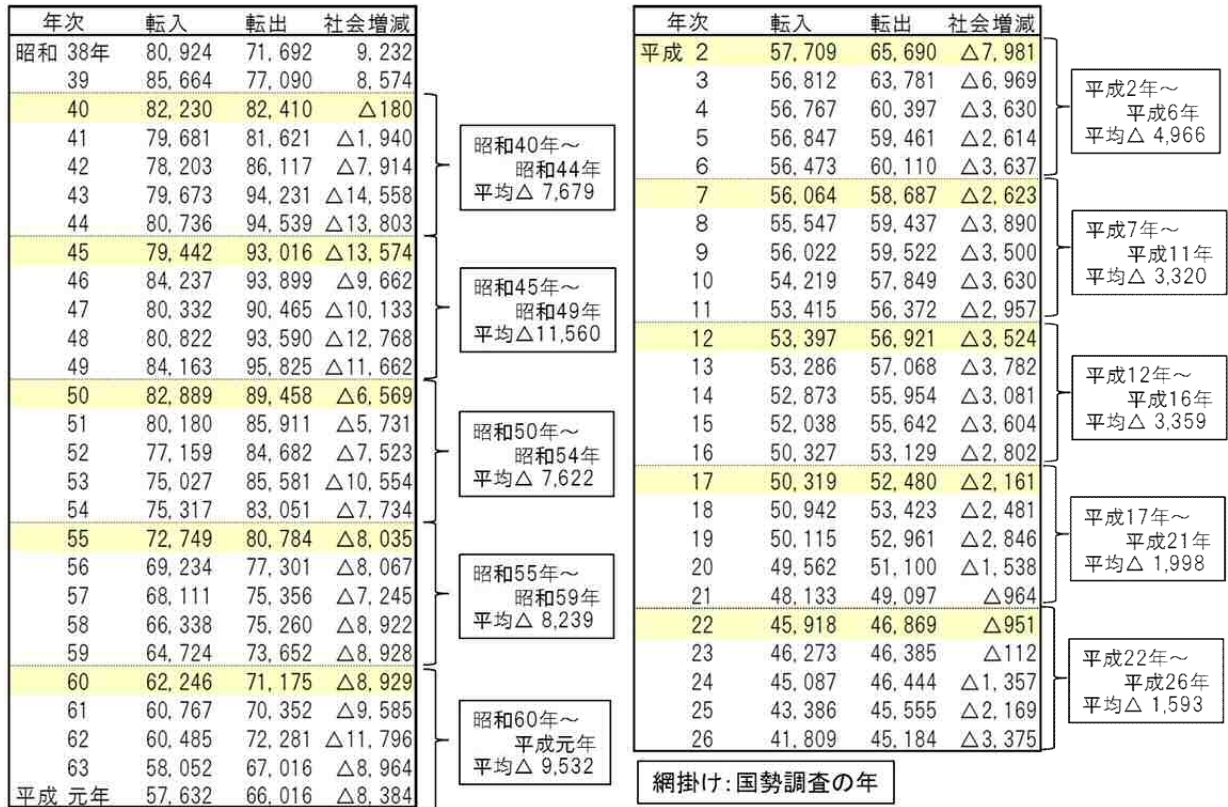 年次 転入 転出 社会増減
昭和 38年 80,924 71,692 9,232
39 85,664 77,090 8,574
40 82,230 82,410 △180
41 79,681 81,621 △1,940
42 78,203 86,117 △7,914
43 79,673 94,231 △14,558
44 80,736 94,539 △13,803
45 79,442 93,016 △13,574
46 84,237 93,899 △9,662
47 80,332 90,465 △10,133
48 80,822 93,590 △12,768
49 84,163 95,825 △11,662
50 82,889 89,458 △6,569
51 80,180 85,911 △5,731
52 77,159 84,682 △7,523
53 75,027 85,581 △10,554
54 75,317 83,051 △7,734
55 72,749 80,784 △8,035
56 69,234 77,301 △8,067
57 68,111 75,356 △7,245
58 66,338 75,260 △8,922
59 64,724 73,652 △8,928
60 62,246 71,175 △8,929
61 60,767 70,352 △9,585
62 60,485 72,281 △11,796
63 58,052 67,016 △8,964
平成 元年 57,632 66,016 △8,384
昭和40年～
昭和44年
平均△ 7,679
昭和45年～
昭和49年
平均△11,560
昭和50年～
昭和54年
平均△ 7,622
昭和55年～
昭和59年
平均△ 8,239
昭和60年～
平成元年
平均△ 9,532
年次 転入 転出 社会増減
平成 2 57,709 65,690 △7,981
3 56,812 63,781 △6,969
4 56,767 60,397 △3,630
5 56,847 59,461 △2,614
6 56,473 60,110 △3,637
7 56,064 58,687 △2,623
8 55,547 59,437 △3,890
9 56,022 59,522 △3,500
10 54,219 57,849 △3,630
11 53,415 56,372 △2,957
12 53,397 56,921 △3,524
13 53,286 57,068 △3,782
14 52,873 55,954 △3,081
15 52,038 55,642 △3,604
16 50,327 53,129 △2,802
17 50,319 52,480 △2,161
18 50,942 53,423 △2,481
19 50,115 52,961 △2,846
20 49,562 51,100 △1,538
21 48,133 49,097 △964
22 45,918 46,869 △951
23 46,273 46,385 △112
24 45,087 46,444 △1,357
25 43,386 45,555 △2,169
26 41,809 45,184 △3,375
平成2年～
平成6年
平均△ 4,966
平成7年～
平成11年
平均△ 3,320
平成12年～
平成16年
平均△ 3,359
平成17年～
平成21年
平均△ 1,998
平成22年～
平成26年
平均△ 1,593
網掛け：国勢調査の年